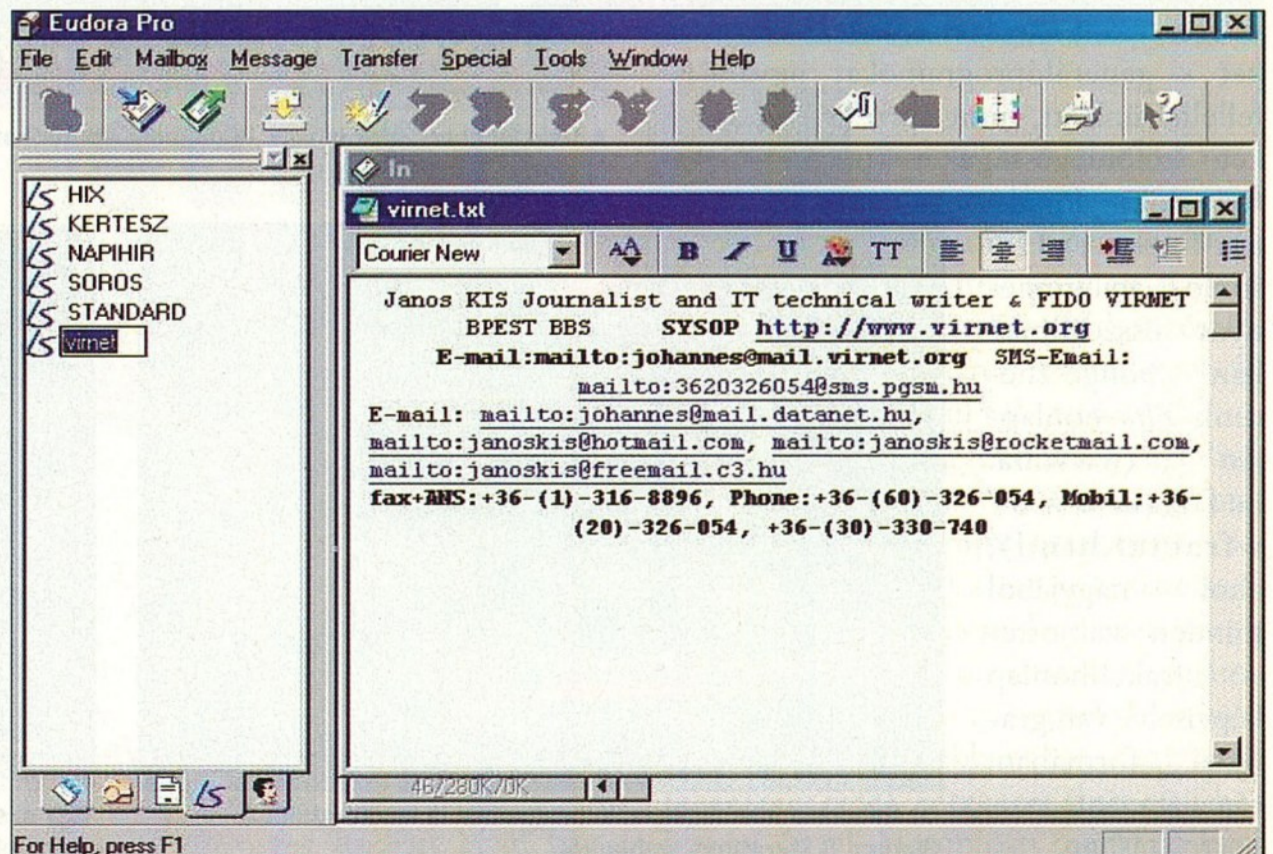 Eudora Pro
File Edit Mailbox Message Transfer Special Tools Window Help
HIX
KERTESZ
NAPIHIR
SOROS
STANDARD
virnet
In
virnet.txt
Courier New
Janos KIS Journalist and IT technical writer & FIDO VIRNET
BPEST BBS SYSOP http://www.virnet.org
E-mail:mailto:johannes@mail.virnet.org SMS-Email:
mailto:3620326054@sms.pgsm.hu
E-mail: mailto:johannes@mail.datanet.hu,
mailto:janoskis@hotmail.com, mailto:janoskis@rocketmail.com,
mailto:janoskis@freemail.c3.hu
fax+ANS:+36-(1)-316-8896, Phone:+36-(60)-326-054, Mobil:+36-
(20)-326-054, +36-(30)-330-740
46/280K/0K
For Help, press F1